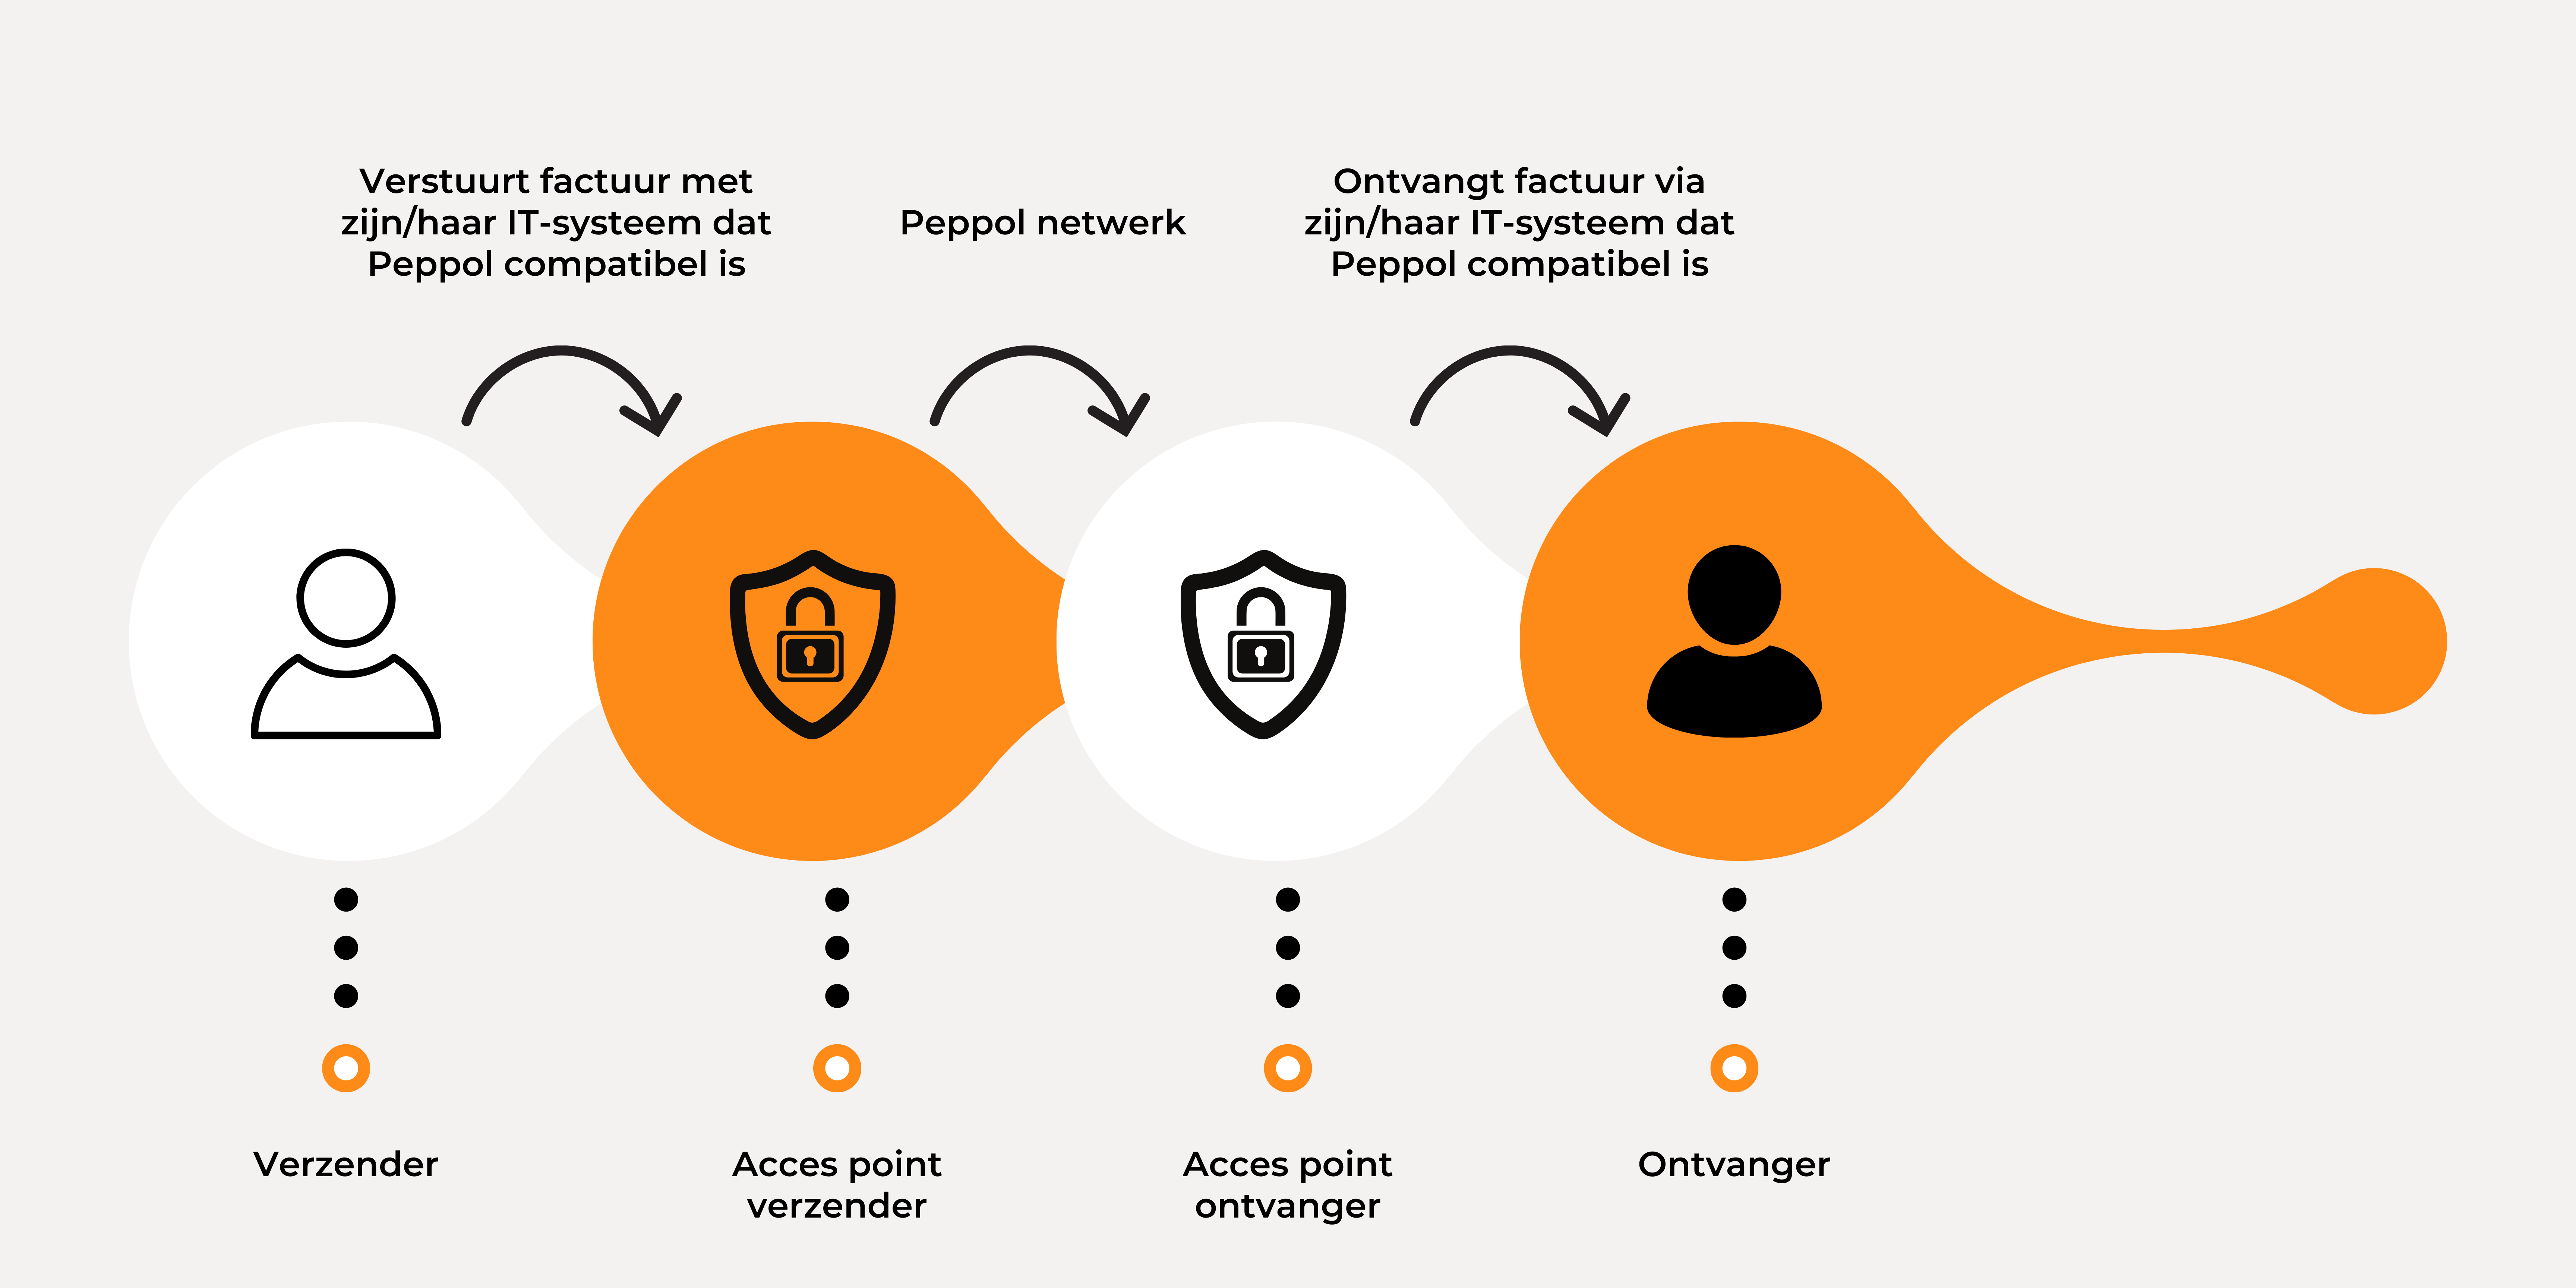 Verstuurt factuur met
zijn/haar IT-systeem dat
Peppol compatibel is
Peppol netwerk
Ontvangt factuur via
zijn/haar IT-systeem dat
Peppol compatibel is
Verzender
Acces point
verzender
Acces point
ontvanger
Ontvanger